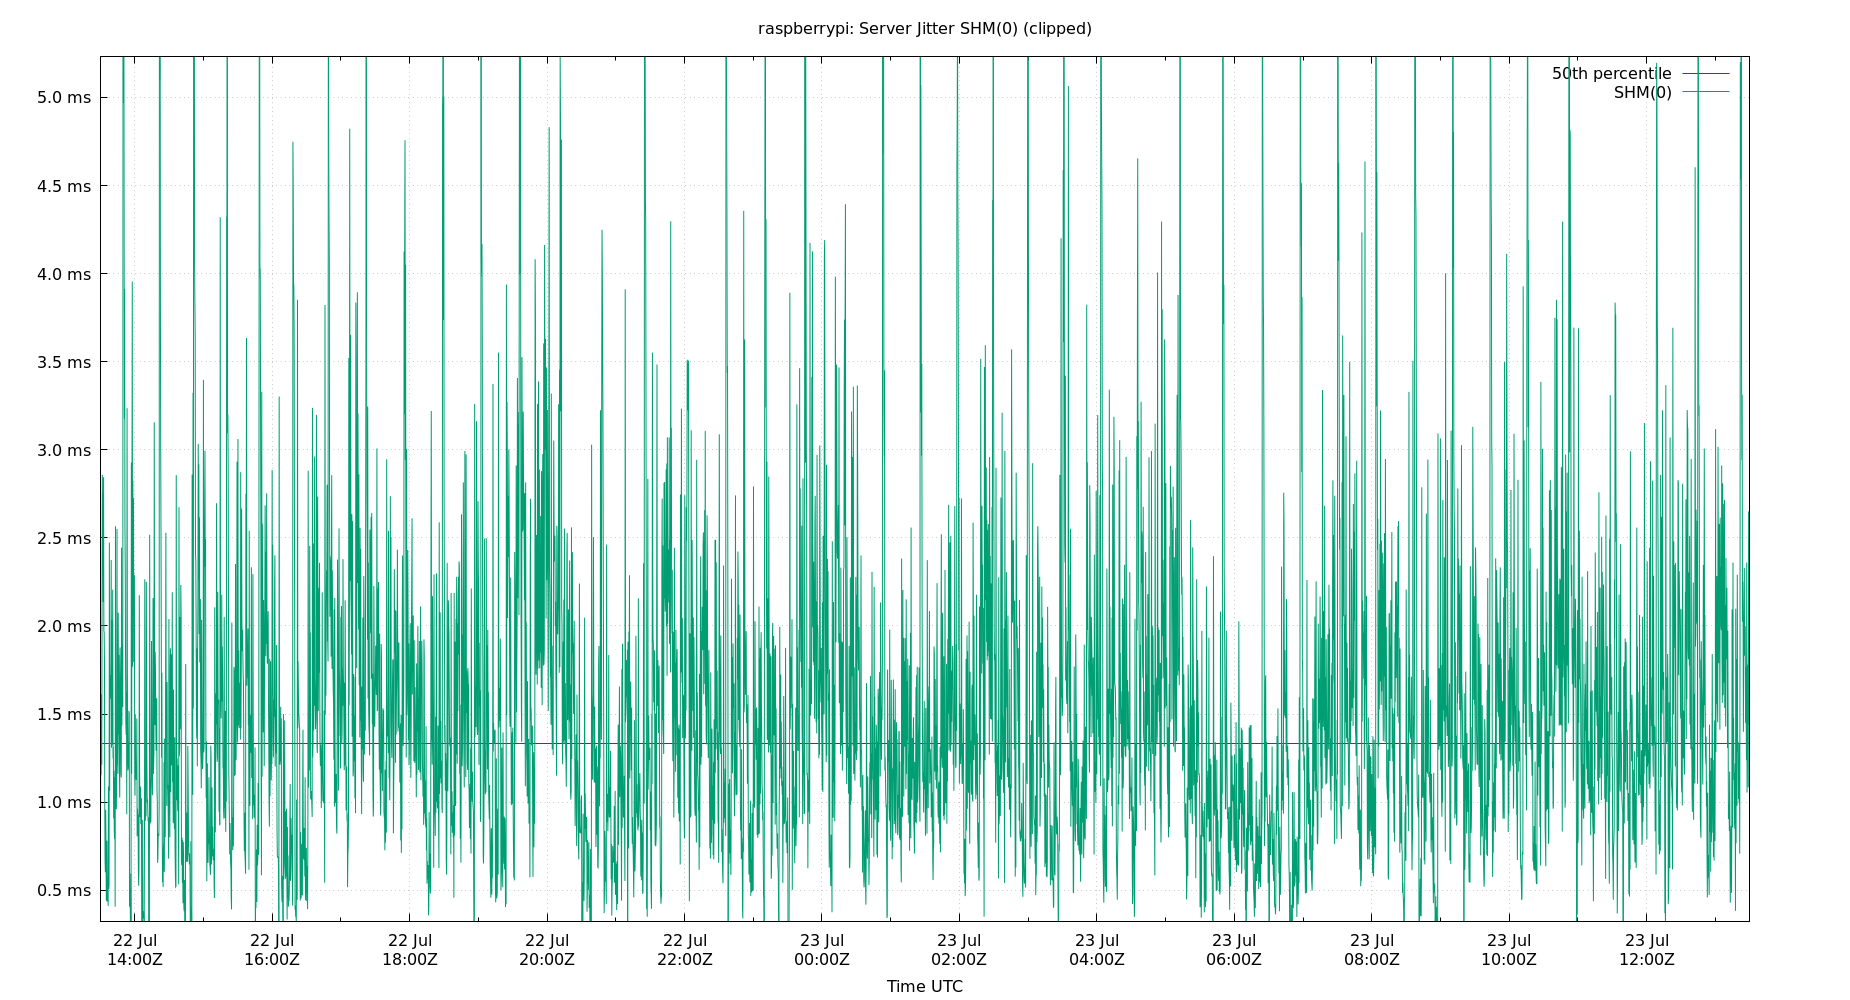 raspberrypi: Server Jitter SHM(0) (clipped)
50th percentile
SHM(0)
5.0 ms
4.5 ms
4.0 ms
3.5 ms
3.0 ms
2.5 ms
2.0 ms
1.5 ms
1.0 ms
0.5 ms
22 Jul 22 Jul 22 Jul 22 Jul 22 Jul 23 Jul 23 Jul 23 Jul 23 Jul 23 Jul 23 Jul 23 Jul
14:00Z 16:00Z 18:00Z 20:00Z 22:00Z 00:00Z 02:00Z 04:00Z 06:00Z 08:00Z 10:00Z 12:00Z
Time UTC